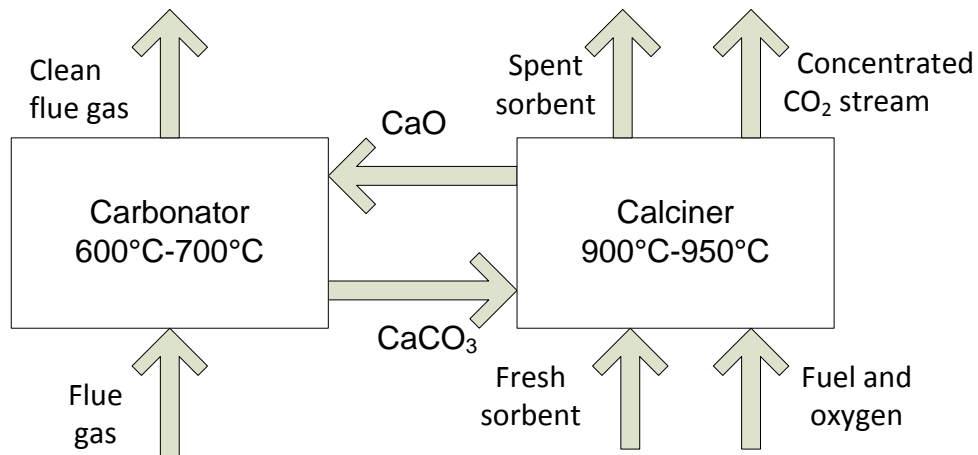 Clean
flue gas
Spent
sorbent
Concentrated
CO₂ stream
CaO
Carbonator
600°C-700°C
Calciner
900°C-950°C
CaCO₃
Flue
gas
Fresh
sorbent
Fuel and
oxygen